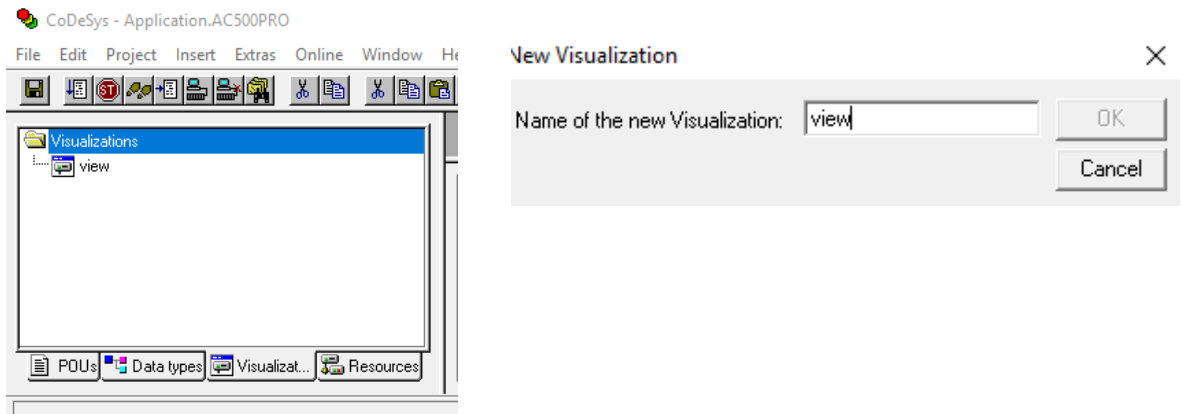 CoDeSys - Application.AC500PRO
File Edit Project Insert Extras Online Window He
ST
Visualizations
view
POUs Data types Visualizat... Resources
New Visualization
Name of the new Visualization: view OK
Cancel